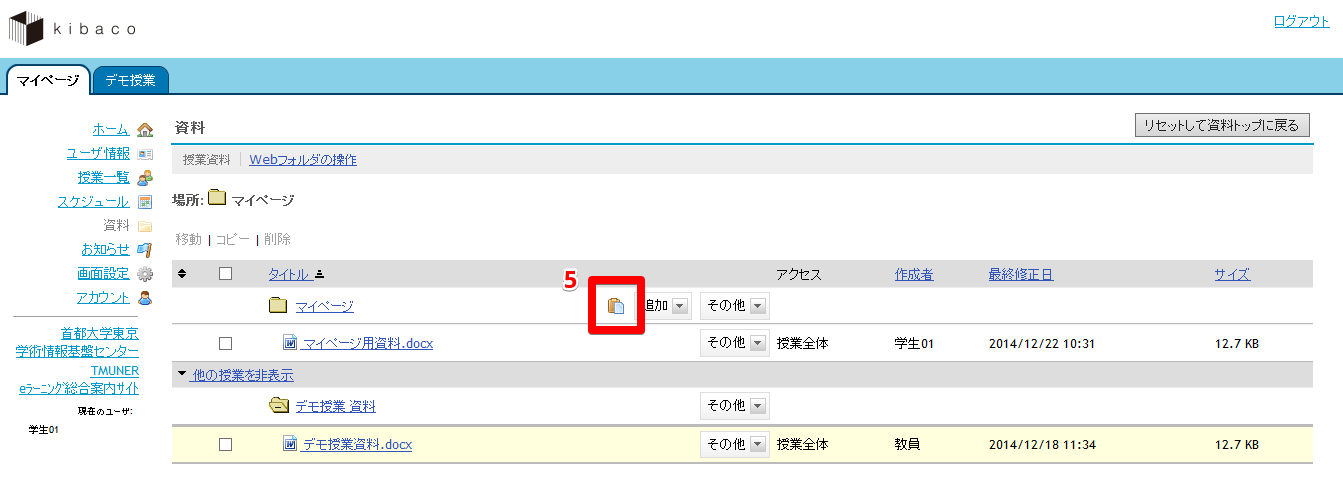 kibaco
ログアウト
マイページ
デモ授業
ホーム
ユーザ情報
授業一覧
スケジュール
資料
お知らせ
画面設定
アカウント
首都大学東京
学術情報基盤センター
TMUNER
eラーニング総合案内サイト
現在のユーザ:
学生01
資料
リセットして資料トップに戻る
授業資料 | Webフォルダの操作
場所: マイページ
移動 | コピー | 削除
タイトル アクセス 作成者 最終修正日 サイズ
5
マイページ 追加 その他
マイページ用資料.docx その他 授業全体 学生01 2014/12/22 10:31 12.7 KB
他の授業を非表示
デモ授業 資料 その他
デモ授業資料.docx その他 授業全体 教員 2014/12/18 11:34 12.7 KB